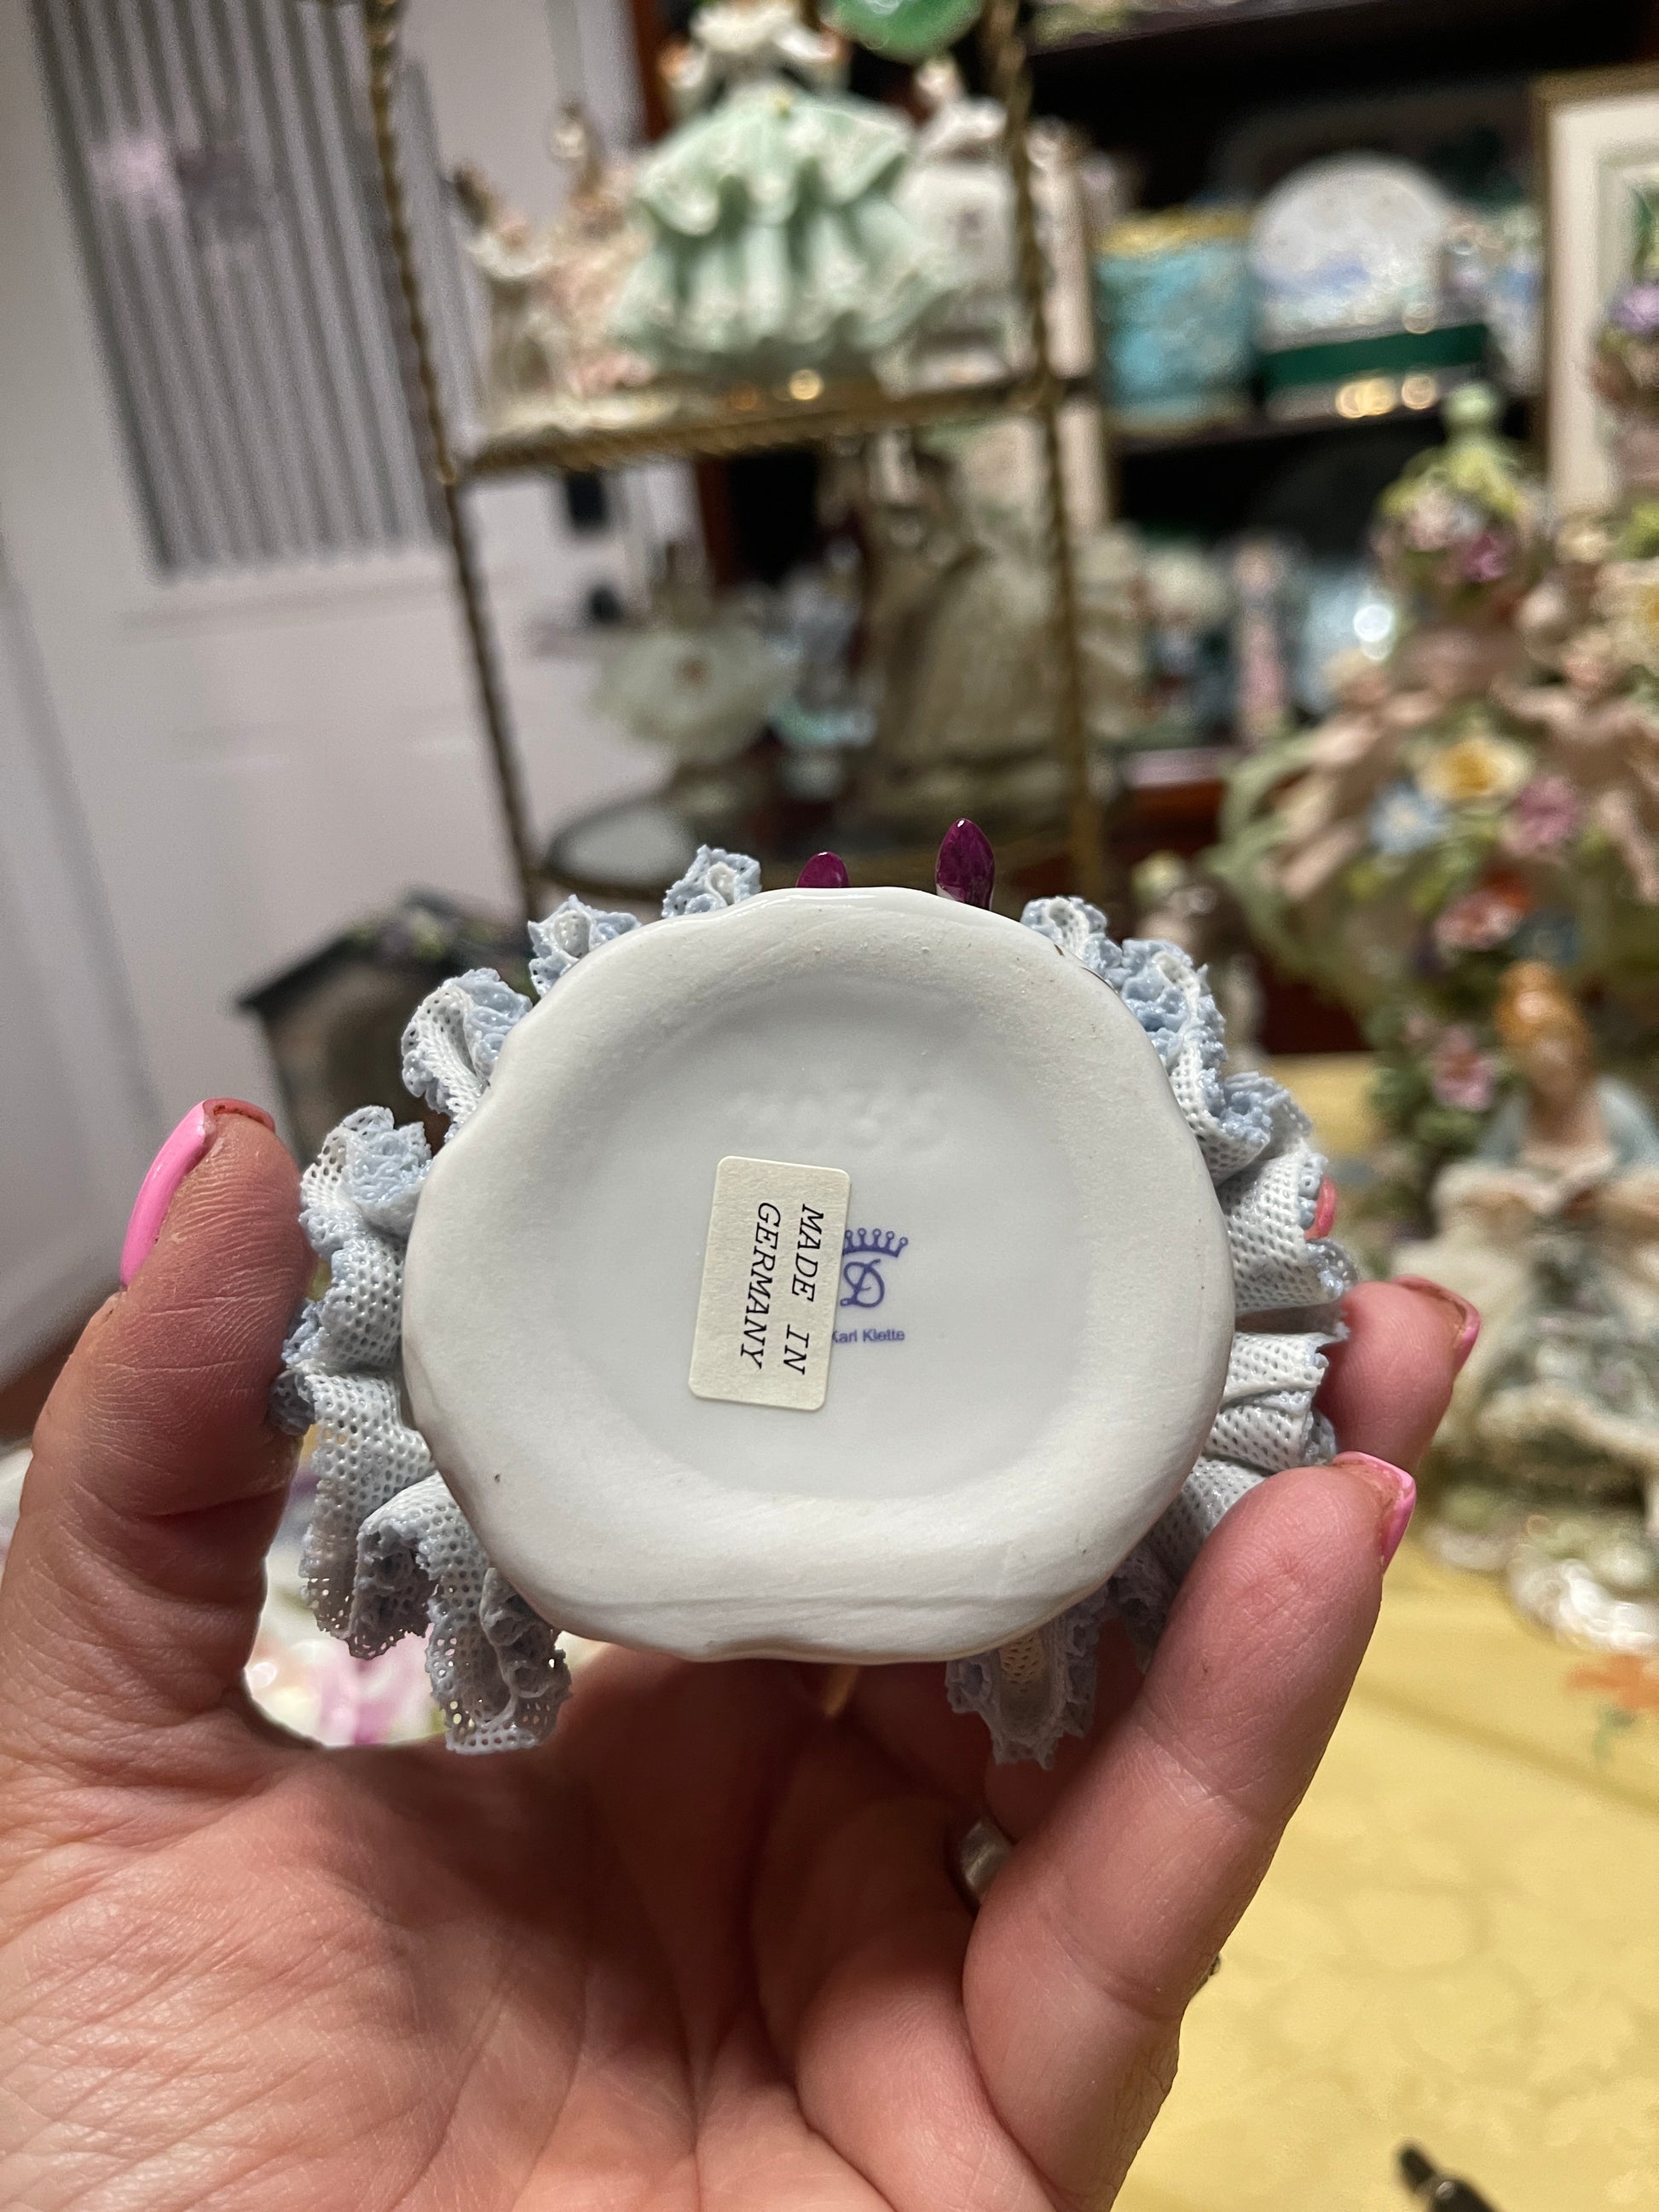 MADE IN
GERMANY
D
Karl Klette